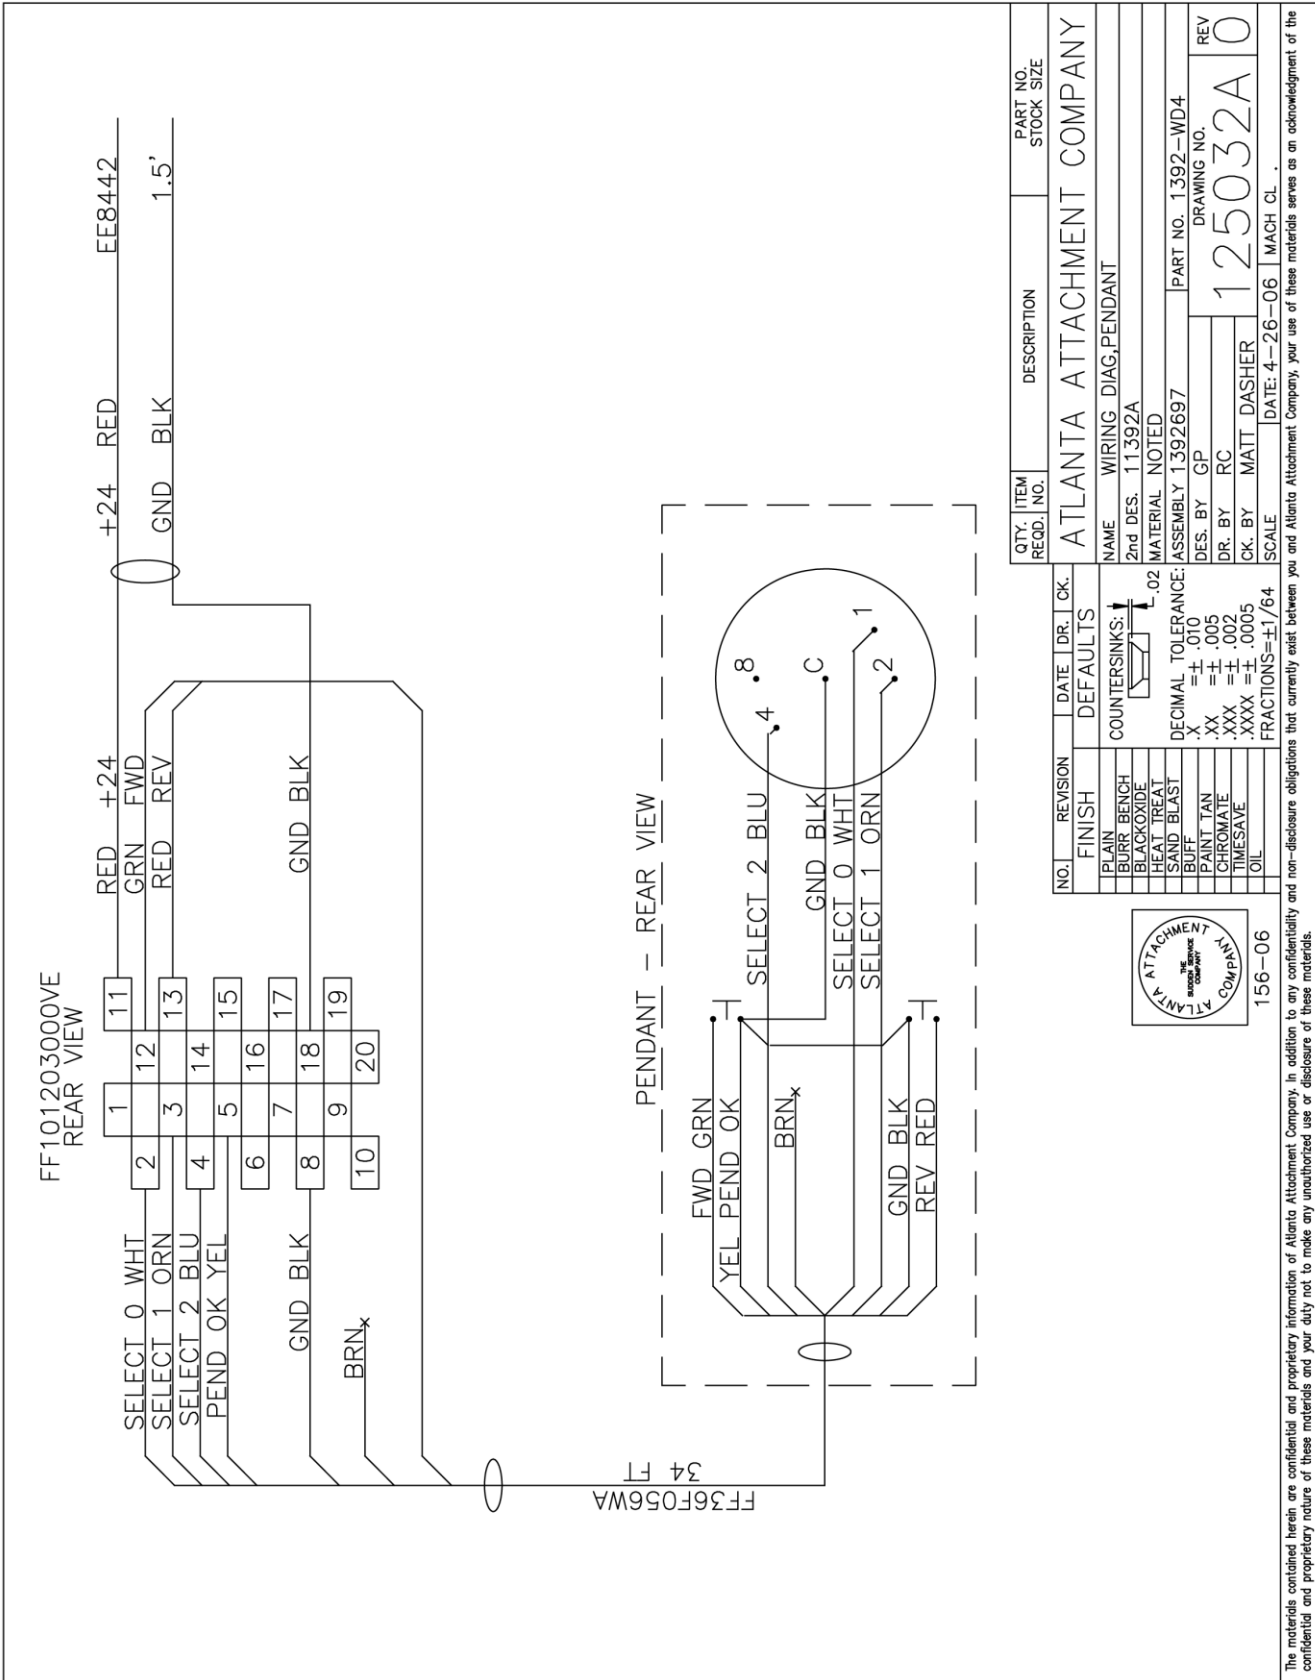 FF101203000VE
REAR VIEW
SELECT 0 WHT
SELECT 1 ORN
SELECT 2 BLU
PEND OK YEL
GND BLK
BRN
1
2
3
4
5
6
7
8
9
10
11
12
13
14
15
16
17
18
19
20
RED +24
GRN FWD
RED REV
GND BLK
+24 RED EE8442
GND BLK 1.5'
FF36F056WA
34 FT
PENDANT - REAR VIEW
FWD GRN
YEL PEND OK
BRN
GND BLK
REV RED
SELECT 2 BLU
GND BLK
SELECT 0 WHT
SELECT 1 ORN
8
4
C
1
2
ATLANTA ATTACHMENT COMPANY
THE
SUDDEN SERVICE
COMPANY
156-06
NO. REVISION DATE DR. CK.
FINISH
PLAIN
BURR BENCH
BLACKOXIDE
HEAT TREAT
SAND BLAST
BUFF
PAINT TAN
CHROMATE
TIMESAVE
OIL
DEFAULTS
COUNTERSINKS:
.02
DECIMAL TOLERANCE:
.X =± .010
.XX =± .005
.XXX =± .002
.XXXX =± .0005
FRACTIONS=±1/64
QTY. REQD. ITEM NO. DESCRIPTION PART NO. STOCK SIZE
ATLANTA ATTACHMENT COMPANY
NAME WIRING DIAG,PENDANT
2nd DES. 11392A
MATERIAL NOTED
ASSEMBLY 1392697 PART NO. 1392-WD4
DES. BY GP
DR. BY RC
CK. BY MATT DASHER
DRAWING NO.
125032A
REV
0
SCALE DATE: 4-26-06 MACH CL .
The materials contained herein are confidential and proprietary information of Atlanta Attachment Company. In addition to any confidentiality and non-disclosure obligations that currently exist between you and Atlanta Attachment Company, your use of these materials serves as an acknowledgment of the
confidential and proprietary nature of these materials and your duty not to make any unauthorized use or disclosure of these materials.